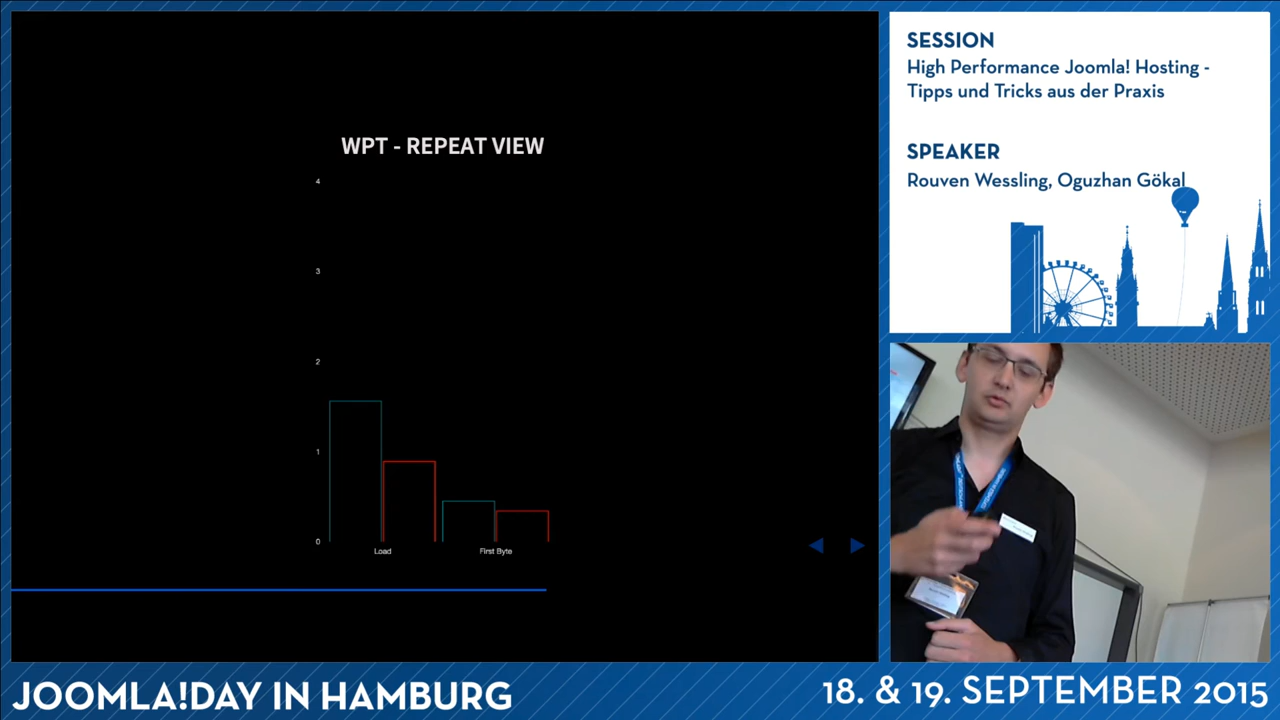 WPT - REPEAT VIEW
4
3
2
1
0
Load
First Byte
SESSION
High Performance Joomla! Hosting -
Tipps und Tricks aus der Praxis
SPEAKER
Rouven Wessling, Oguzhan Gökal
JOOMLA!DAY IN HAMBURG
18. & 19. SEPTEMBER 2015